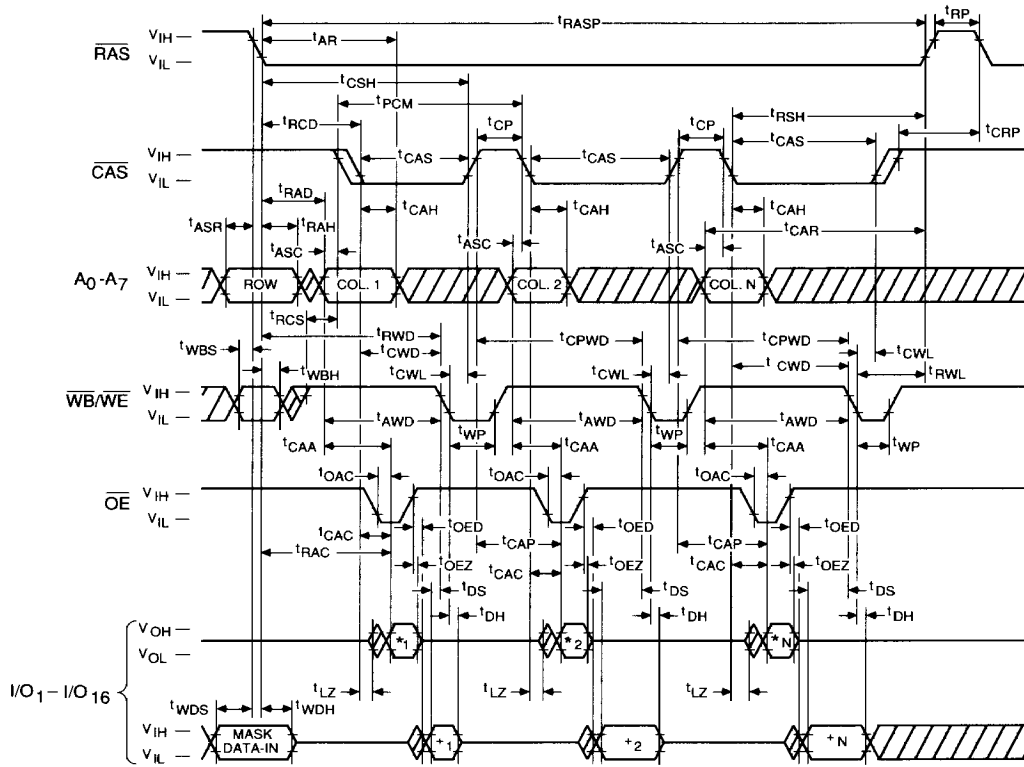 tRASP tRP
VIH tAR
RAS
VIL
tCSH
tPCM
tRCD tCP tCP tRSH
tCRP
VIH tCAS tCAS tCAS
CAS
VIL
tRAD
tASR tRAH tCAH tCAH tCAH
tCAR
tASC tASC tASC
A0-A7 VIH ROW COL. 1 COL. 2 COL. N
VIL
tRCS tRWD tCPWD tCPWD
tWBS tCWD tCWD tCWL
tWBH tCWL tCWL tRWL
WB/WE VIH
VIL
tAWD tAWD tAWD
tCAA tWP tCAA tWP tCAA tWP
tOAC tOAC tOAC
OE VIH
VIL
tCAC tOED tOED tOED
tRAC tCAP tCAP
tOEZ tCAC tOEZ tCAC tOEZ
tDS tDS tDS
tDH tDH tDH
VOH *1 *2 *N
VOL
I/O1–I/O16
tWDS tWDH tLZ tLZ tLZ
VIH MASK DATA-IN +1 +2 +N
VIL